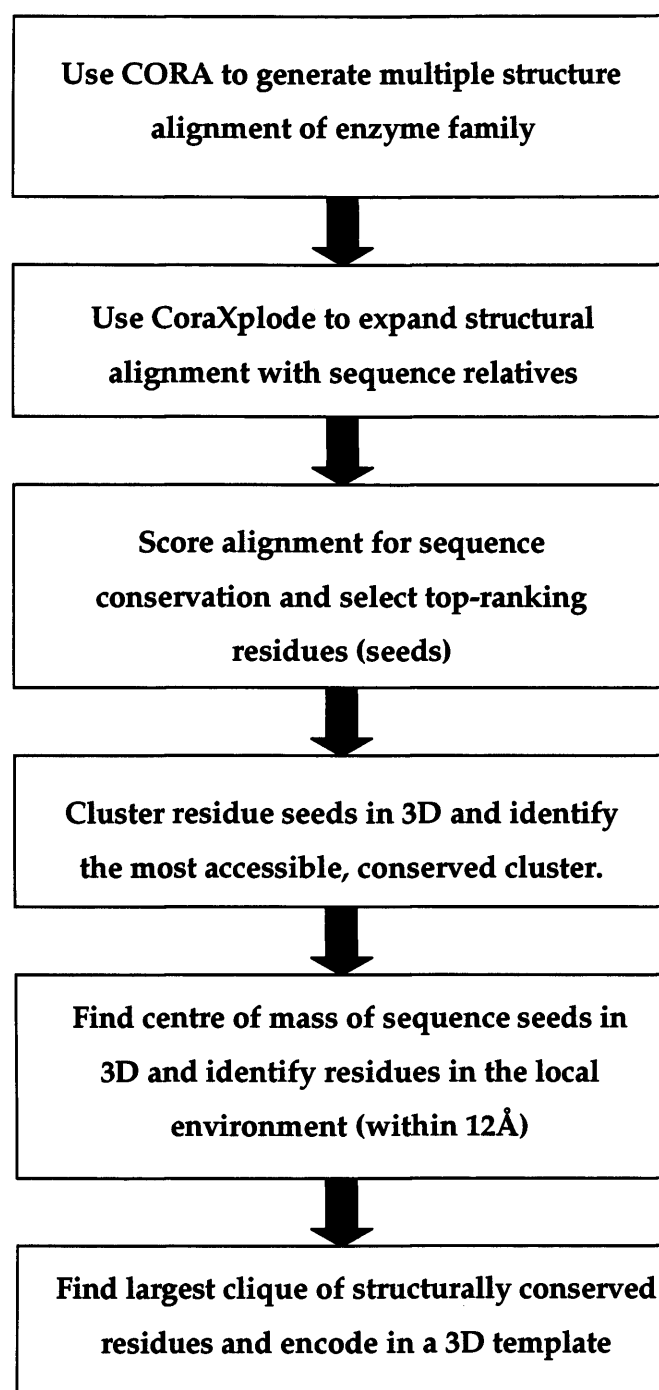 Use CORA to generate multiple structure
alignment of enzyme family
Use CoraXplode to expand structural
alignment with sequence relatives
Score alignment for sequence
conservation and select top-ranking
residues (seeds)
Cluster residue seeds in 3D and identify
the most accessible, conserved cluster.
Find centre of mass of sequence seeds in
3D and identify residues in the local
environment (within 12Å)
Find largest clique of structurally conserved
residues and encode in a 3D template